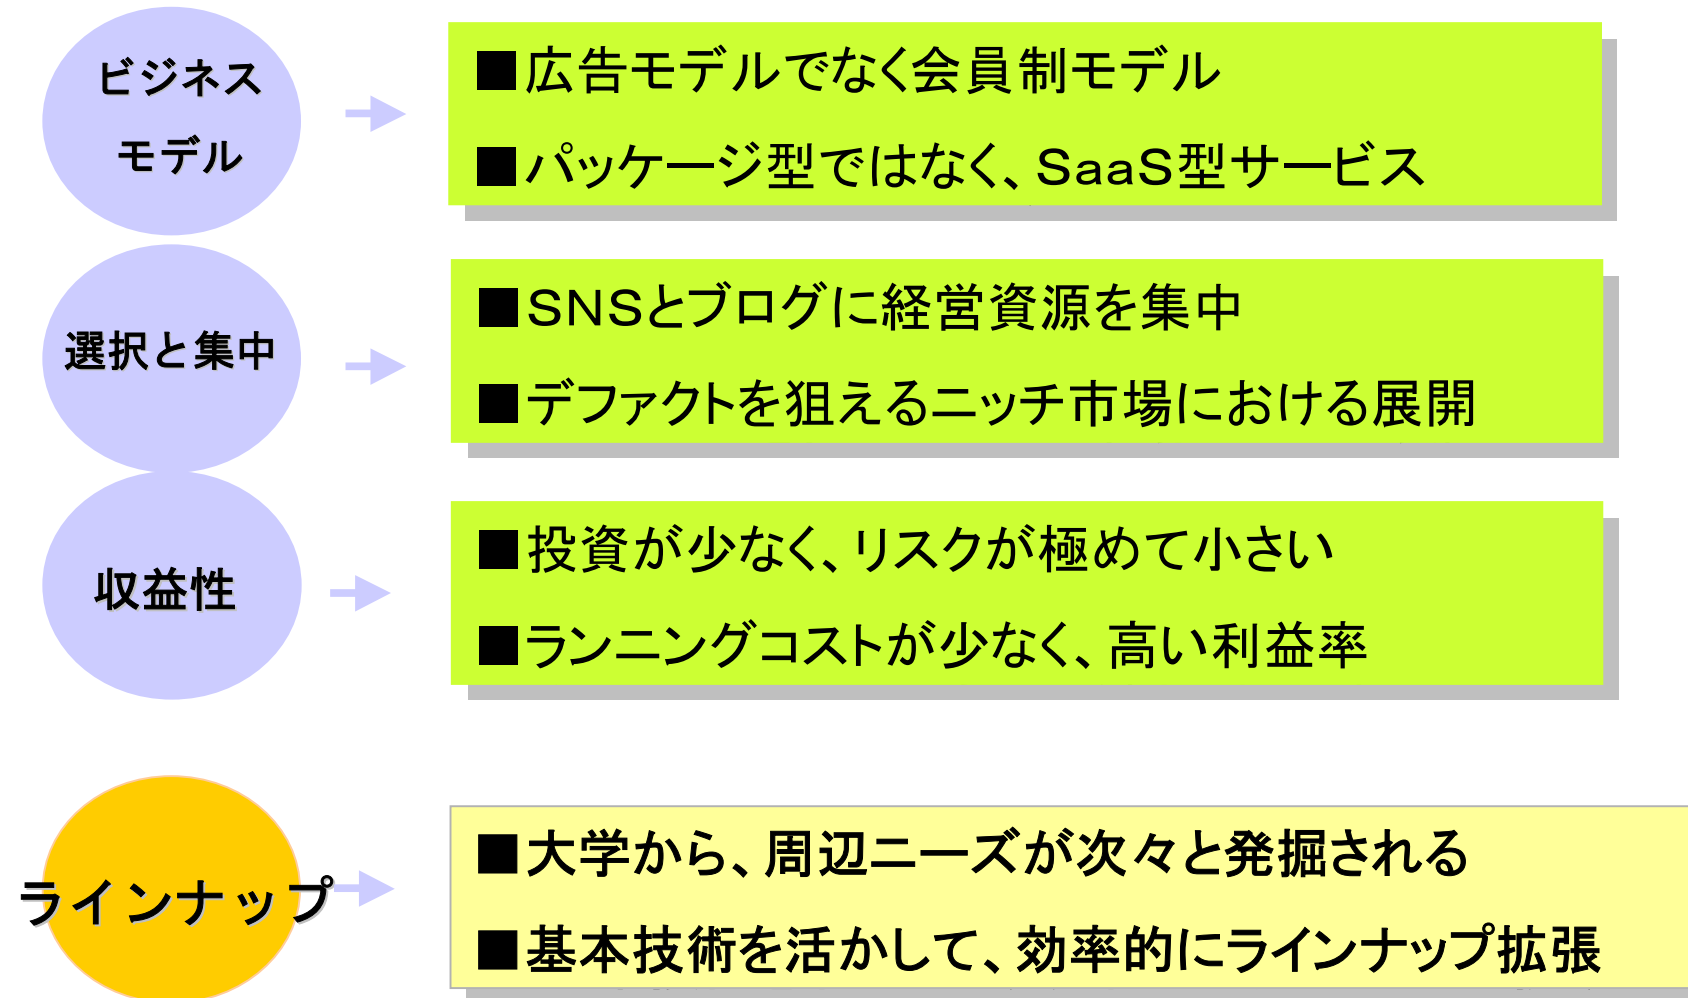 ビジネス
モデル
■広告モデルでなく会員制モデル
■パッケージ型ではなく、SaaS型サービス
選択と集中
■SNSとブログに経営資源を集中
■デファクトを狙えるニッチ市場における展開
収益性
■投資が少なく、リスクが極めて小さい
■ランニングコストが少なく、高い利益率
ラインナップ
■大学から、周辺ニーズが次々と発掘される
■基本技術を活かして、効率的にラインナップ拡張